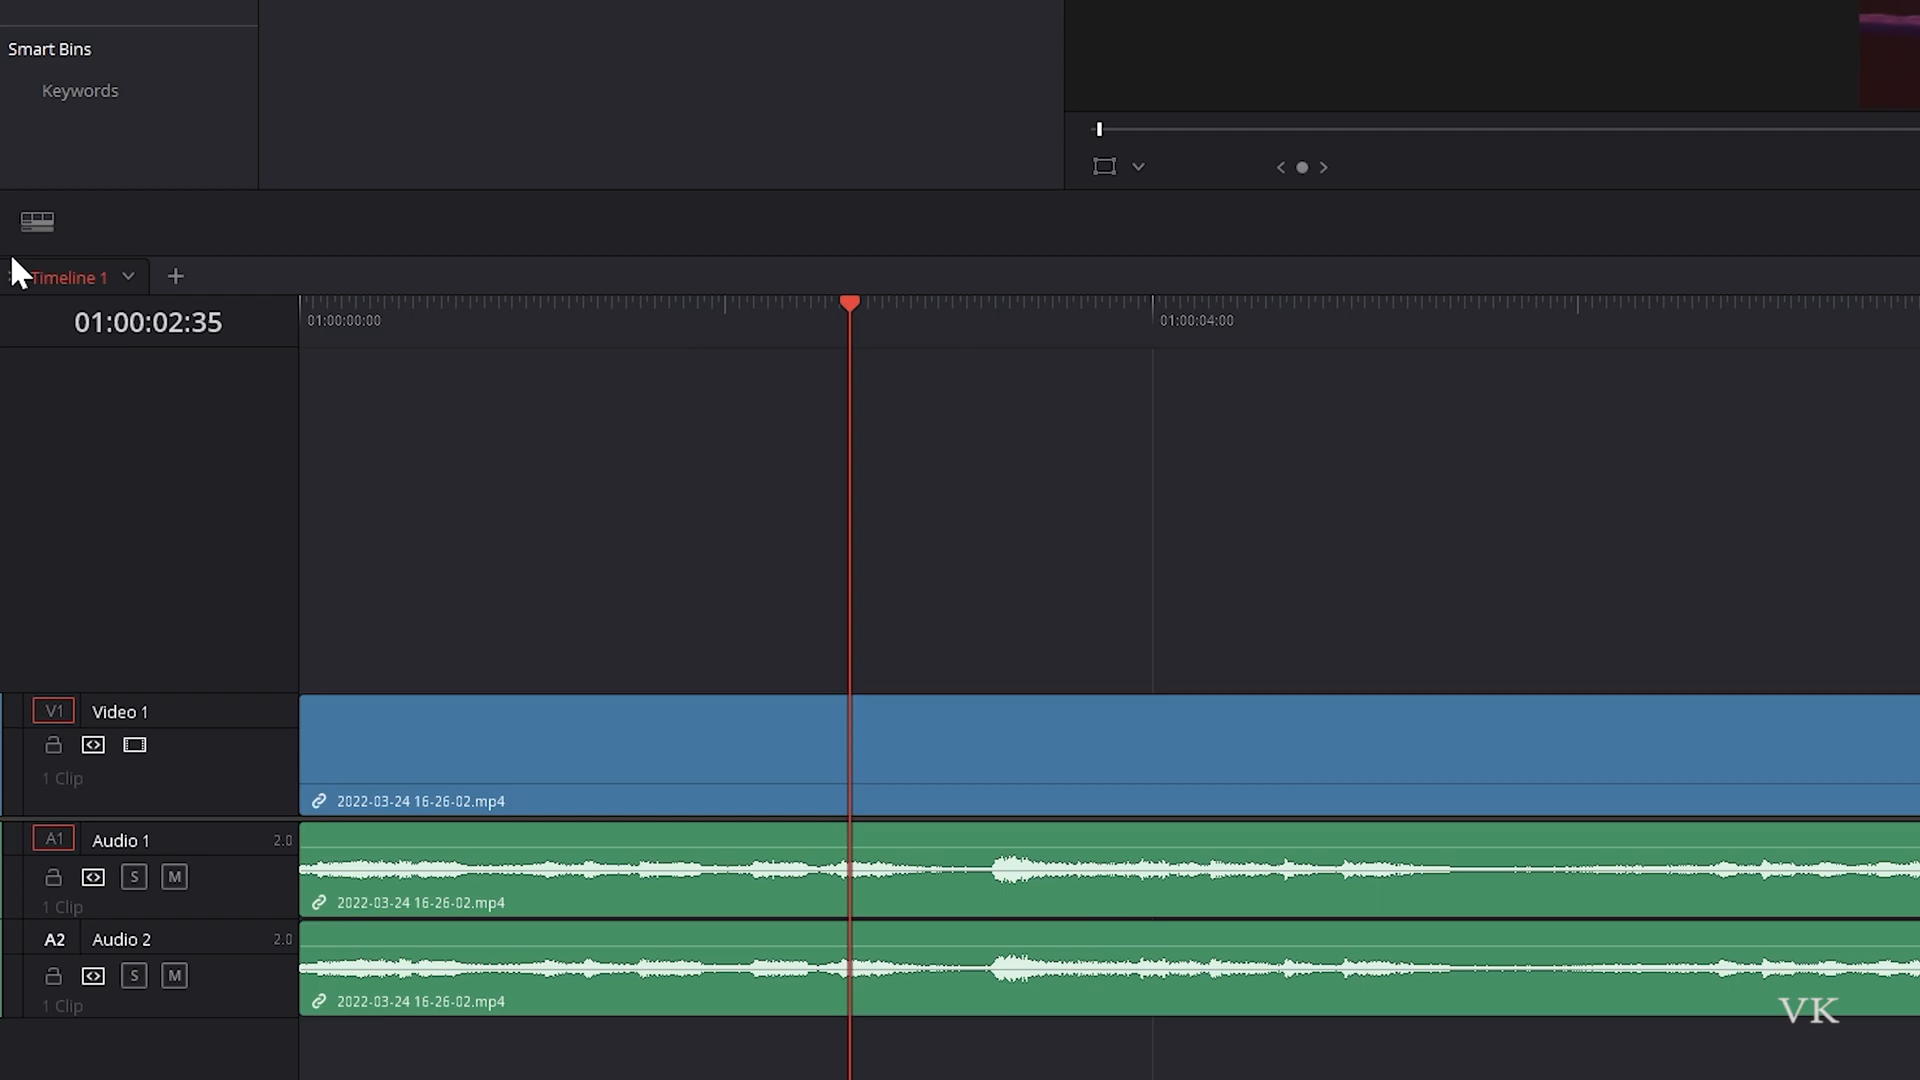 Smart Bins
Keywords
Timeline 1
01:00:02:35
01:00:00:00
01:00:04:00
V1 Video 1
1 Clip
2022-03-24 16-26-02.mp4
A1 Audio 1 2.0
S M
1 Clip
2022-03-24 16-26-02.mp4
A2 Audio 2 2.0
S M
1 Clip
2022-03-24 16-26-02.mp4
VK